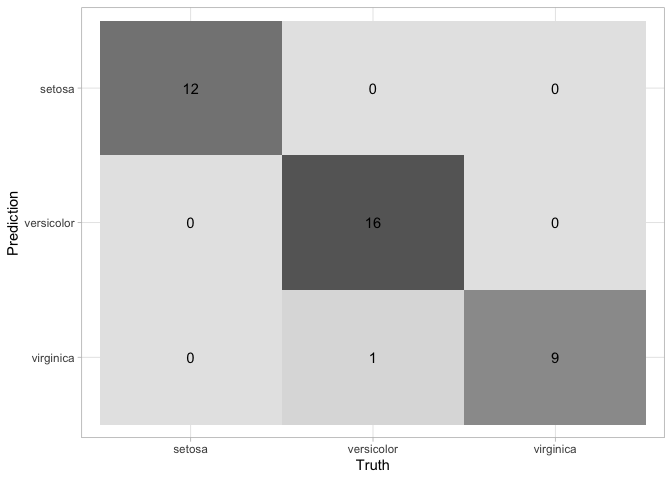 setosa 12 0 0
Prediction
versicolor 0 16 0
virginica 0 1 9
setosa versicolor virginica
Truth